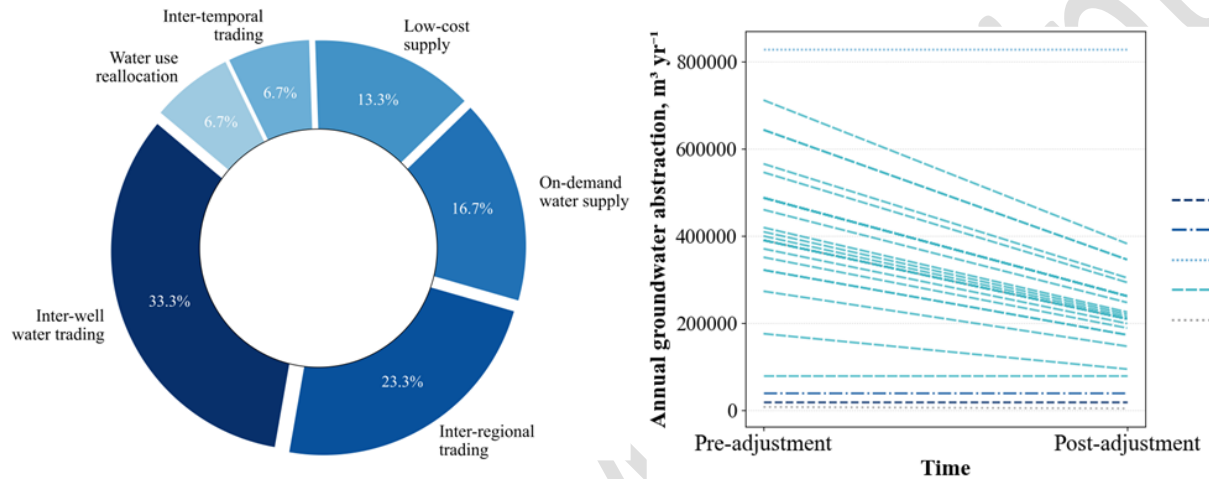 Inter-temporal
trading
Low-cost
supply
Water use
reallocation
6.7%
6.7%
13.3%
On-demand
water supply
16.7%
33.3%
Inter-well
water trading
23.3%
Inter-regional
trading
Annual groundwater abstraction, m³ yr⁻¹
800000
600000
400000
200000
0
Pre-adjustment
Post-adjustment
Time